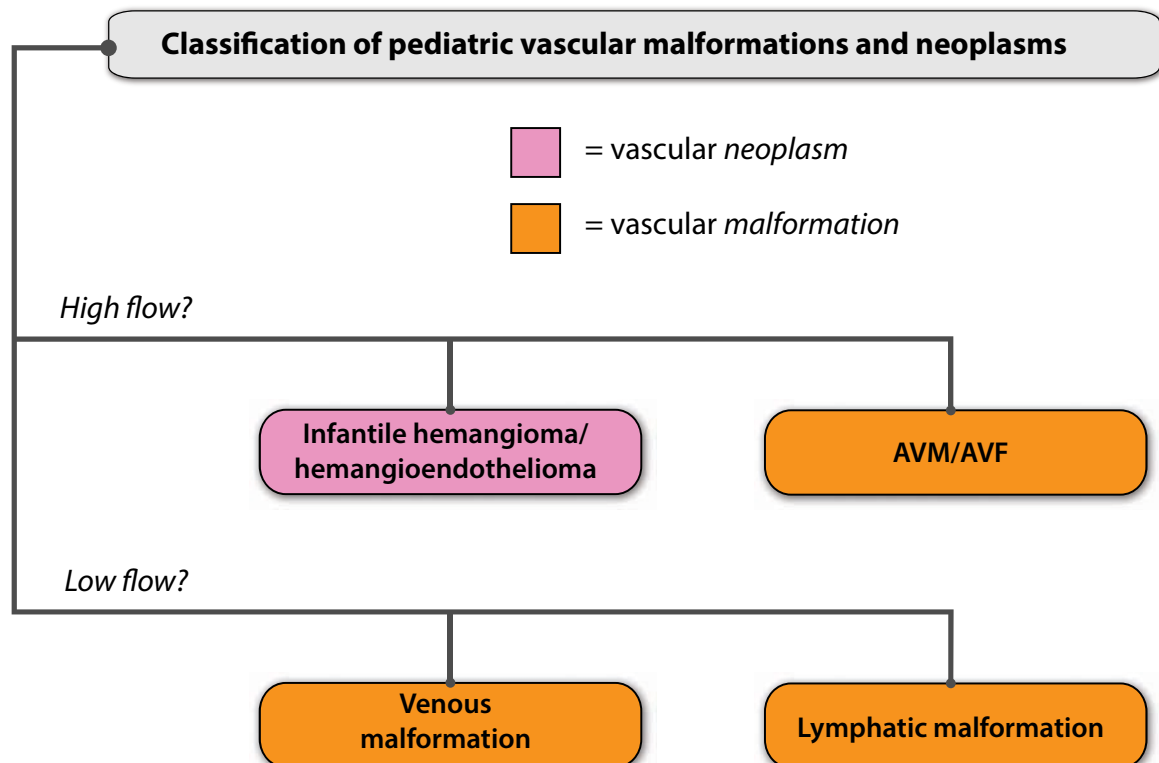 Classification of pediatric vascular malformations and neoplasms
= vascular neoplasm
= vascular malformation
High flow?
Infantile hemangioma/
hemangioendothelioma
AVM/AVF
Low flow?
Venous
malformation
Lymphatic malformation